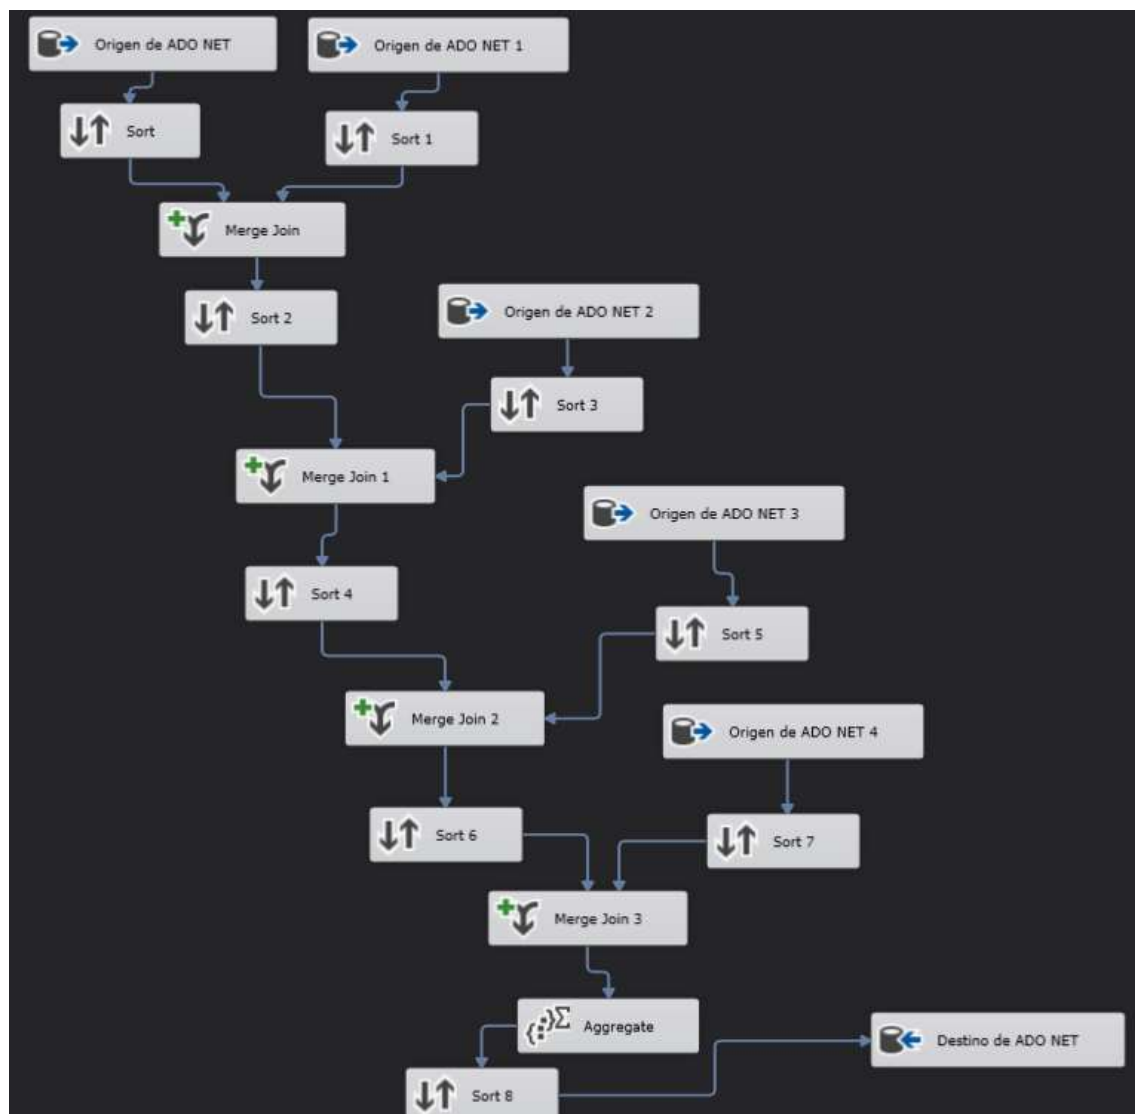 Origen de ADO NET
Origen de ADO NET 1
Sort
Sort 1
Merge Join
Sort 2
Origen de ADO NET 2
Sort 3
Merge Join 1
Origen de ADO NET 3
Sort 4
Sort 5
Merge Join 2
Origen de ADO NET 4
Sort 6
Sort 7
Merge Join 3
Aggregate
Destino de ADO NET
Sort 8